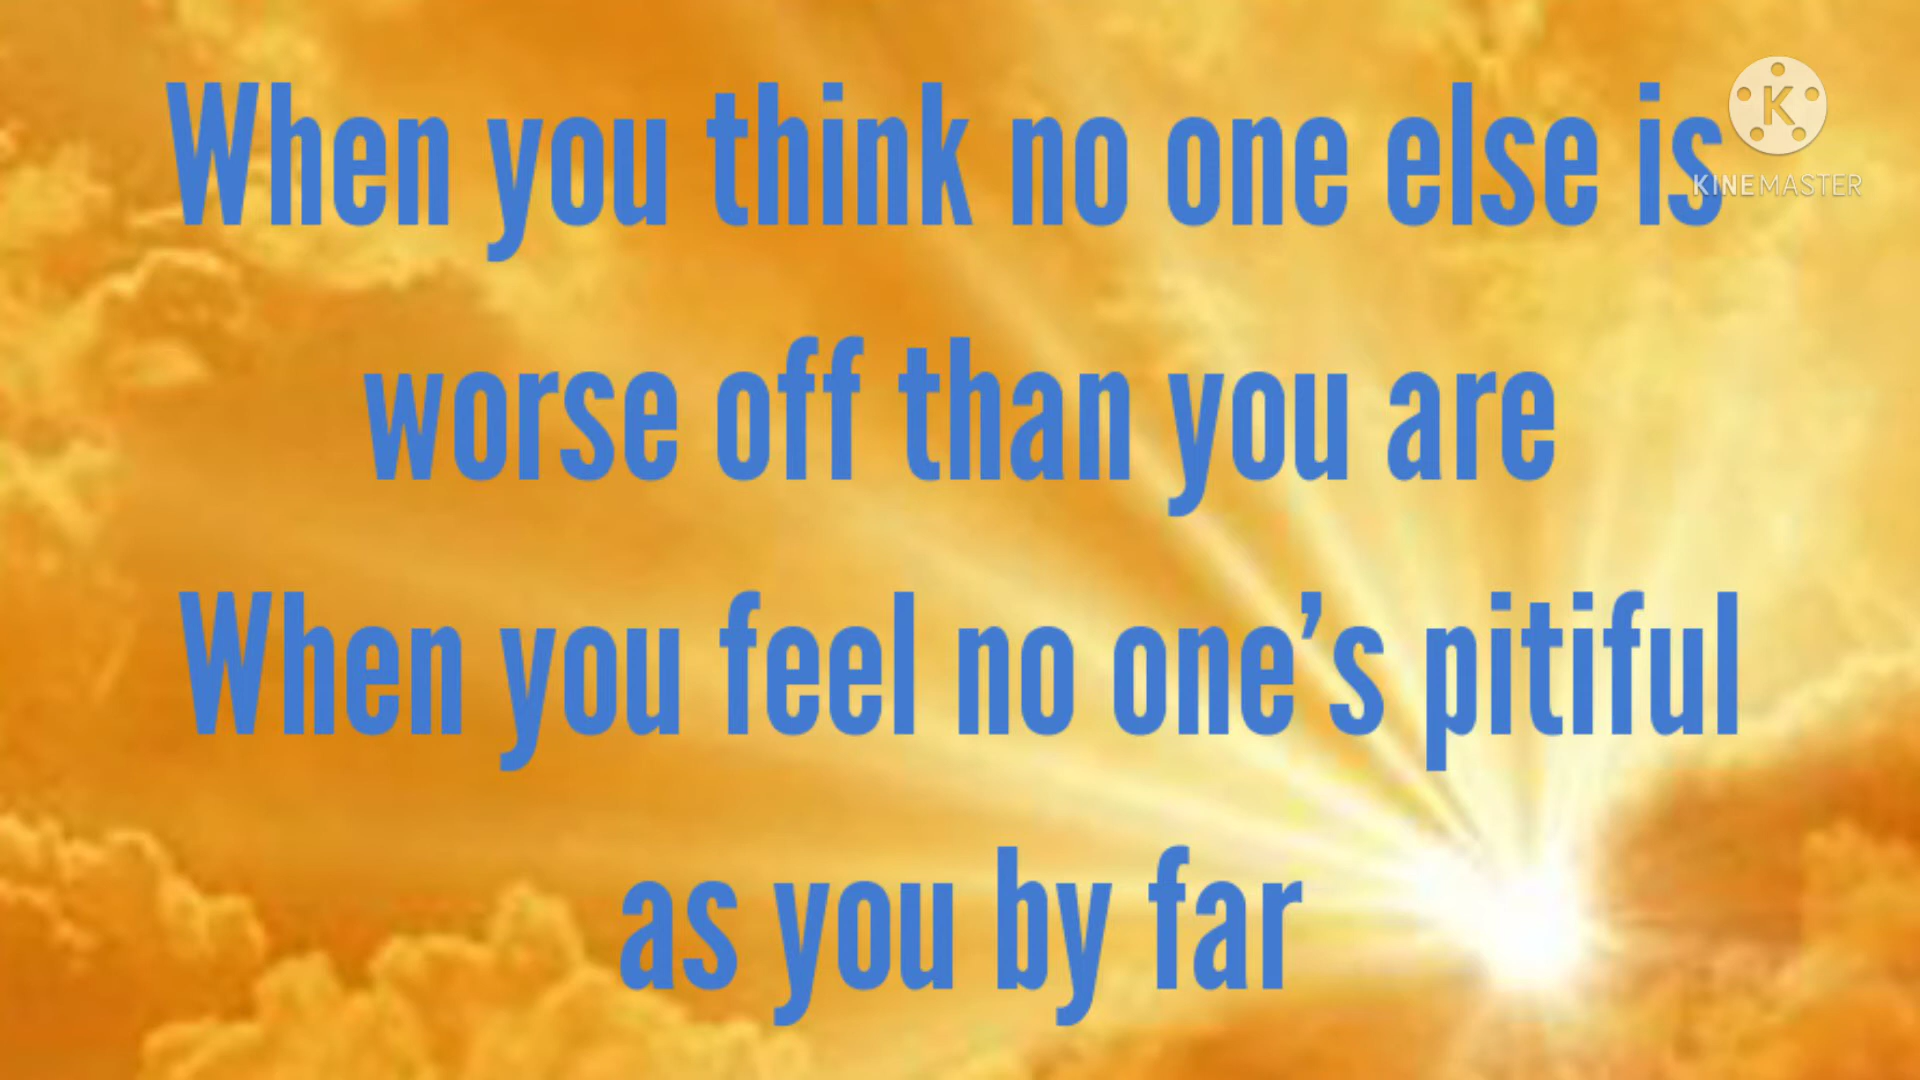 When you think no one else is
K
KINEMASTER
worse off than you are
When you feel no one’s pitiful
as you by far